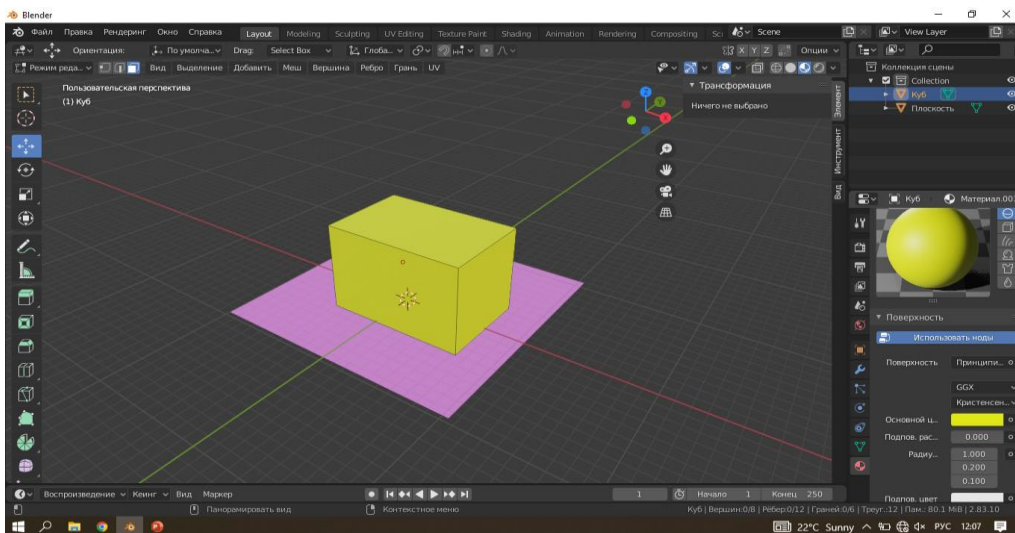 Blender
Файл Правка Рендеринг Окно Справка Layout Modeling Sculpting UV Editing Texture Paint Shading Animation Rendering Compositing Sc Scene View Layer
Ориентация: По умолча... Drag: Select Box Глоба... X Y Z Опции
Режим реда... Вид Выделение Добавить Меш Вершина Ребро Грань UV
Пользовательская перспектива
(1) Куб
Трансформация
Ничего не выбрано
Элемент
Инструмент
Вид
Коллекция сцены
Collection
Куб
Плоскость
Куб Материал.00
Поверхность
Использовать ноды
Поверхность Принципи...
GGX
Кристенсен...
Основной ц...
Подпов. рас... 0.000
Радиу... 1.000
0.200
0.100
Подпов. цвет
Воспроизведение Кеинг Вид Маркер 1 Начало 1 Конец 250
Панорамировать вид Контекстное меню Куб | Вершин:0/8 | Рёбер:0/12 | Граней:0/6 | Треуг.:12 | Пам.: 80.1 MiB | 2.83.10
22°C Sunny РУС 12:07